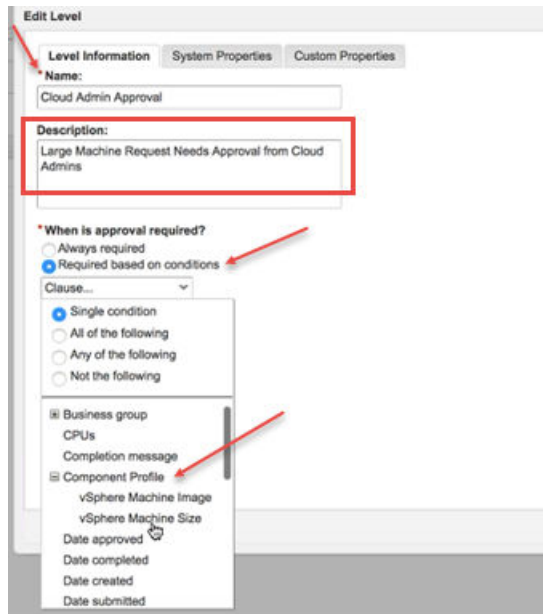 Edit Level
Level Information System Properties Custom Properties
*Name:
Cloud Admin Approval
Description:
Large Machine Request Needs Approval from Cloud
Admins
*When is approval required?
Always required
Required based on conditions
Clause...
Single condition
All of the following
Any of the following
Not the following
Business group
CPUs
Completion message
Component Profile
vSphere Machine Image
vSphere Machine Size
Date approved
Date completed
Date created
Date submitted